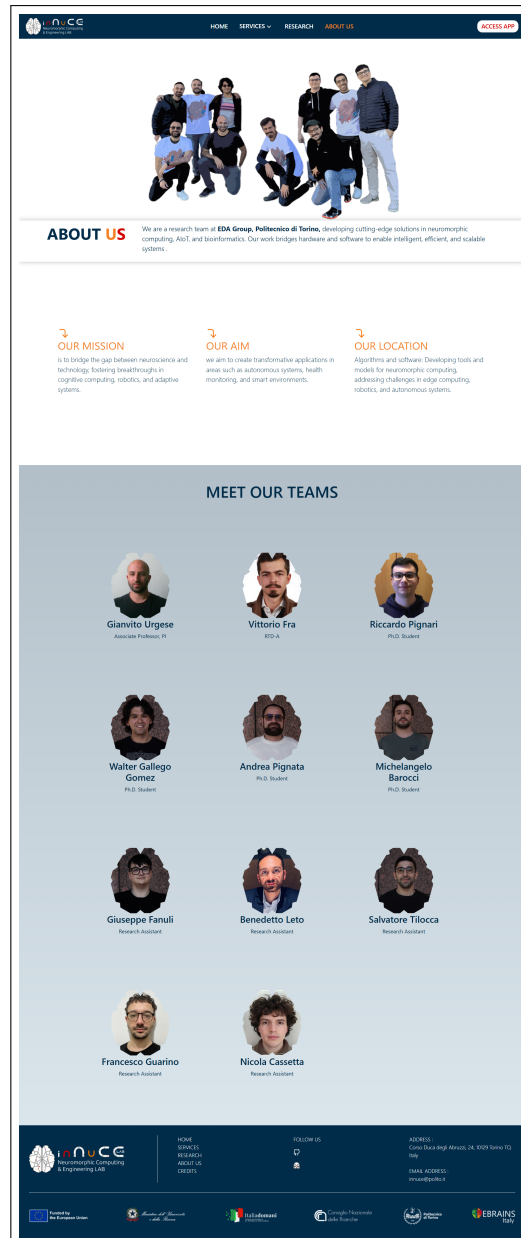 inNuCE LAB
Neuromorphic Computing
& Engineering LAB
HOME SERVICES RESEARCH ABOUT US ACCESS APP
ABOUT US
We are a research team at EDA Group, Politecnico di Torino, developing cutting-edge solutions in neuromorphic
computing, AIoT, and bioinformatics. Our work bridges hardware and software to enable intelligent, efficient, and scalable
systems .
OUR MISSION
is to bridge the gap between neuroscience and
technology, fostering breakthroughs in
cognitive computing, robotics, and adaptive
systems.
OUR AIM
we aim to create transformative applications in
areas such as autonomous systems, health
monitoring, and smart environments.
OUR LOCATION
Algorithms and software: Developing tools and
models for neuromorphic computing,
addressing challenges in edge computing,
robotics, and autonomous systems.
MEET OUR TEAMS
Gianvito Urgese
Associate Professor, PI
Vittorio Fra
RTD-A
Riccardo Pignari
Ph.D. Student
Walter Gallego
Gomez
Ph.D. Student
Andrea Pignata
Ph.D. Student
Michelangelo
Barocci
Ph.D. Student
Giuseppe Fanuli
Research Assistant
Benedetto Leto
Research Assistant
Salvatore Tilocca
Research Assistant
Francesco Guarino
Research Assistant
Nicola Cassetta
Research Assistant
inNuCE LAB
Neuromorphic Computing
& Engineering LAB
HOME
SERVICES
RESEARCH
ABOUT US
CREDITS
FOLLOW US
ADDRESS :
Corso Duca degli Abruzzi, 24, 10129 Torino TO,
Italy
EMAIL ADDRESS :
innuce@polito.it
Funded by
the European Union
Ministero dell'Università
e della Ricerca
Italiadomani
Consiglio Nazionale
delle Ricerche
Politecnico
di Torino
EBRAINS
Italy